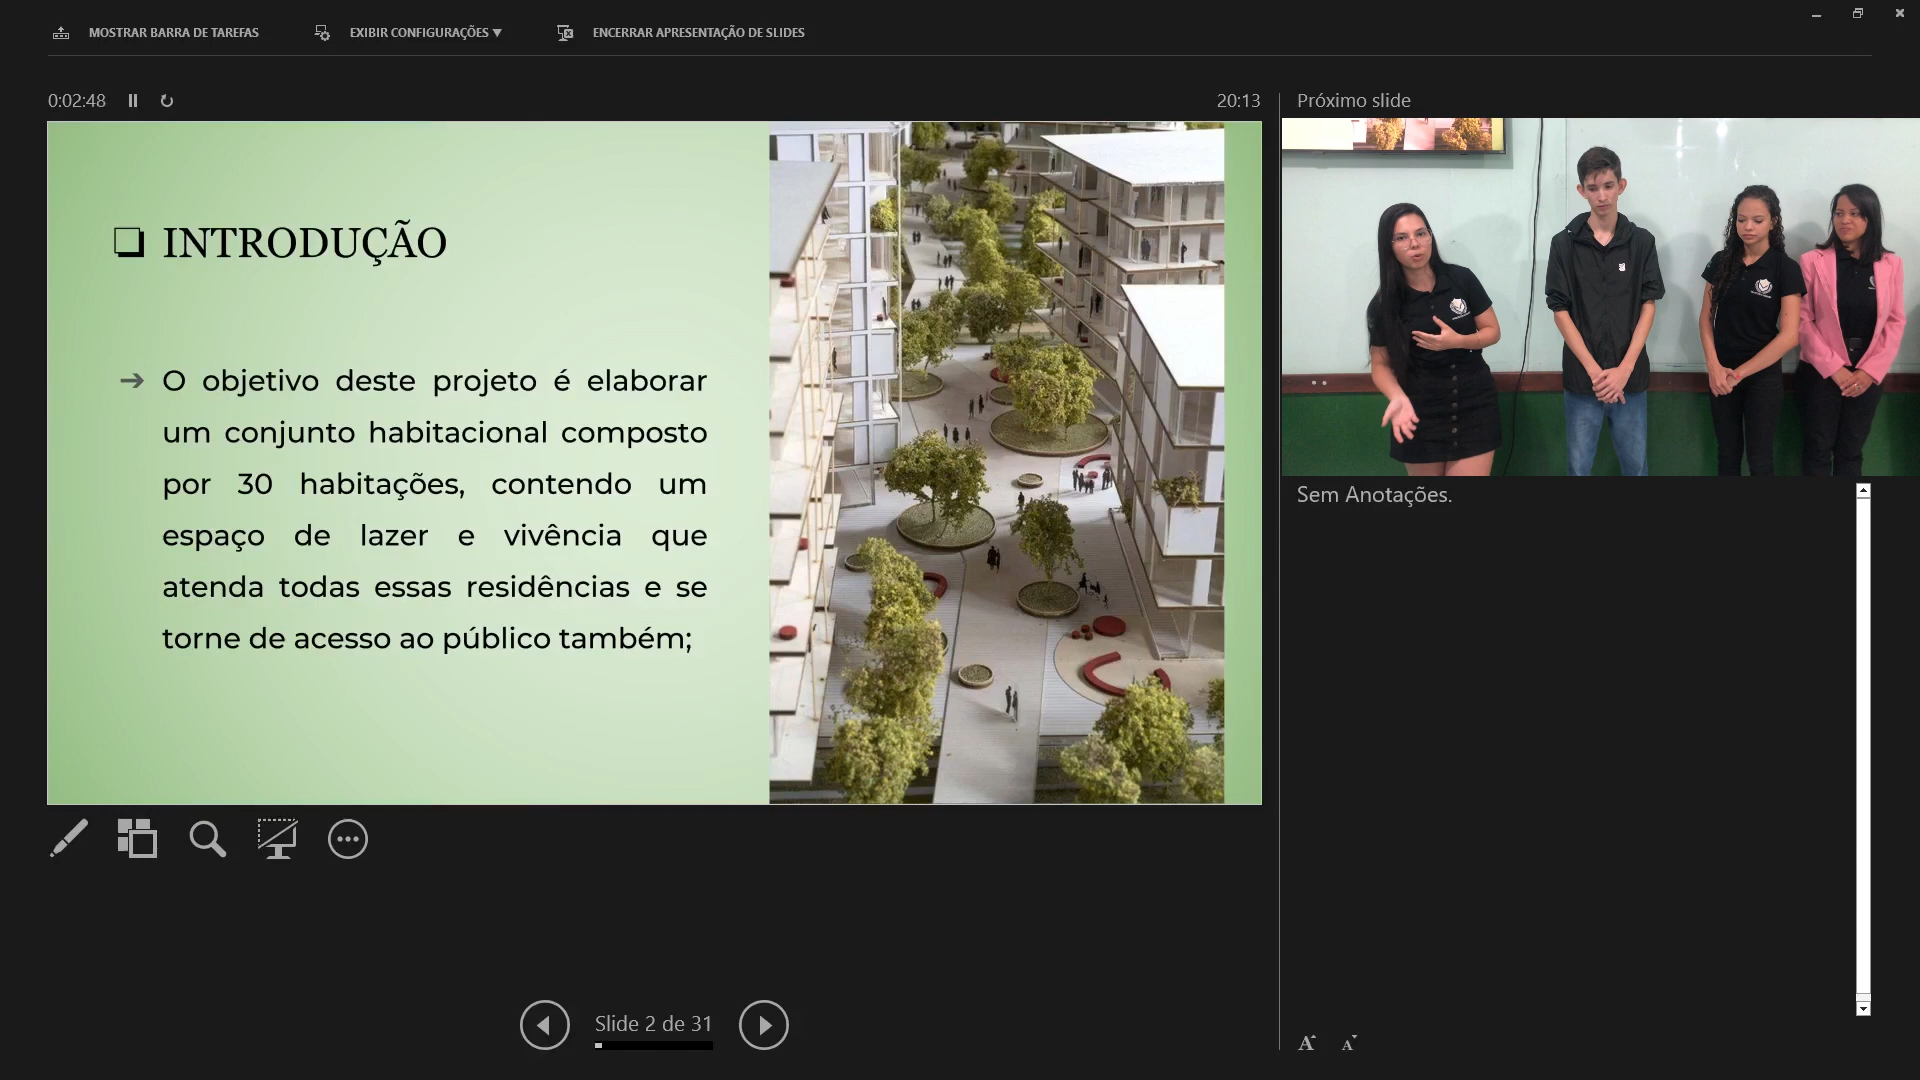 MOSTRAR BARRA DE TAREFAS
EXIBIR CONFIGURAÇÕES ▼
ENCERRAR APRESENTAÇÃO DE SLIDES
0:02:48
20:13
Próximo slide
❏ INTRODUÇÃO
➔ O objetivo deste projeto é elaborar
um conjunto habitacional composto
por 30 habitações, contendo um
espaço de lazer e vivência que
atenda todas essas residências e se
torne de acesso ao público também;
Sem Anotações.
Slide 2 de 31
A A